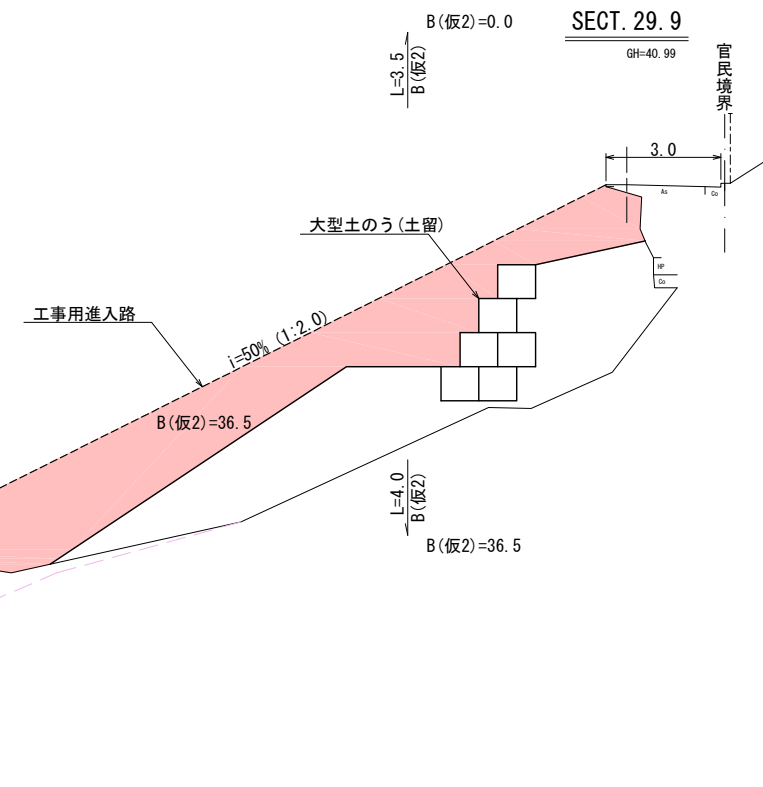 B(仮2)=0.0
SECT.29.9
GH=40.99
L=3.5
B(仮2)
官民境界
3.0
As
Co
大型土のう(土留)
HP
Co
工事用進入路
i=50% (1:2.0)
B(仮2)=36.5
L=4.0
B(仮2)
B(仮2)=36.5